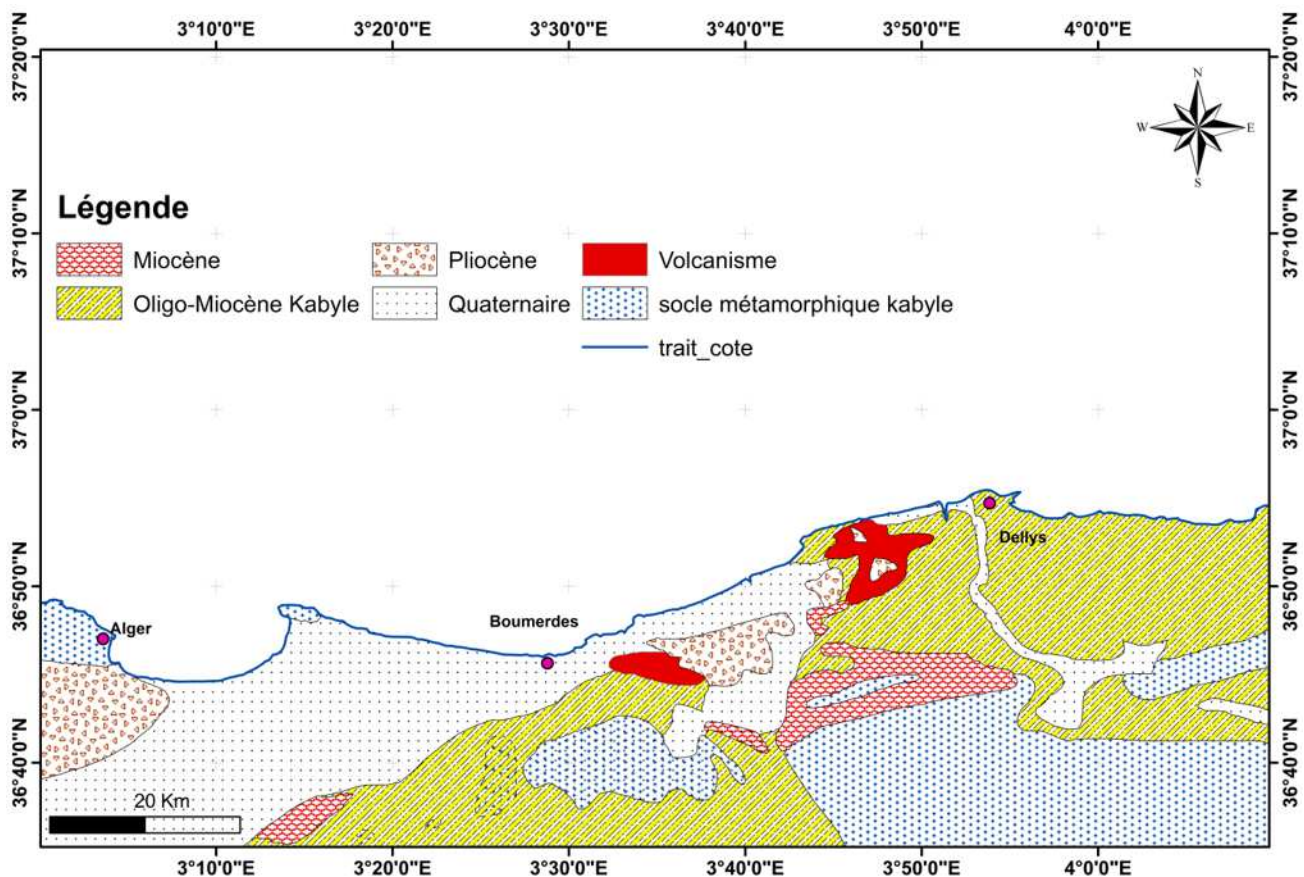 3°10'0"E 3°20'0"E 3°30'0"E 3°40'0"E 3°50'0"E 4°0'0"E
37°20'0"N 37°20'0"N
N
W E
S
Légende
37°10'0"N 37°10'0"N
Miocène Pliocène Volcanisme
Oligo-Miocène Kabyle Quaternaire socle métamorphique kabyle
trait_cote
37°0'0"N 37°0'0"N
Dellys
36°50'0"N 36°50'0"N
Alger Boumerdes
36°40'0"N 36°40'0"N
20 Km
3°10'0"E 3°20'0"E 3°30'0"E 3°40'0"E 3°50'0"E 4°0'0"E